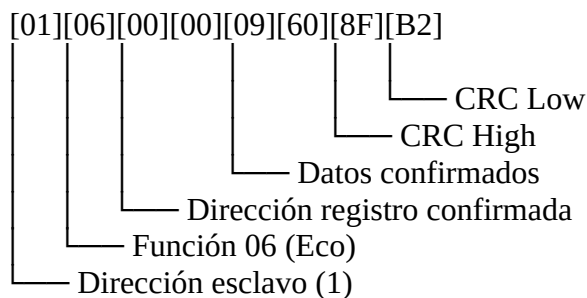 [01][06][00][00][09][60][8F][B2]
CRC Low
CRC High
Datos confirmados
Dirección registro confirmada
Función 06 (Eco)
Dirección esclavo (1)